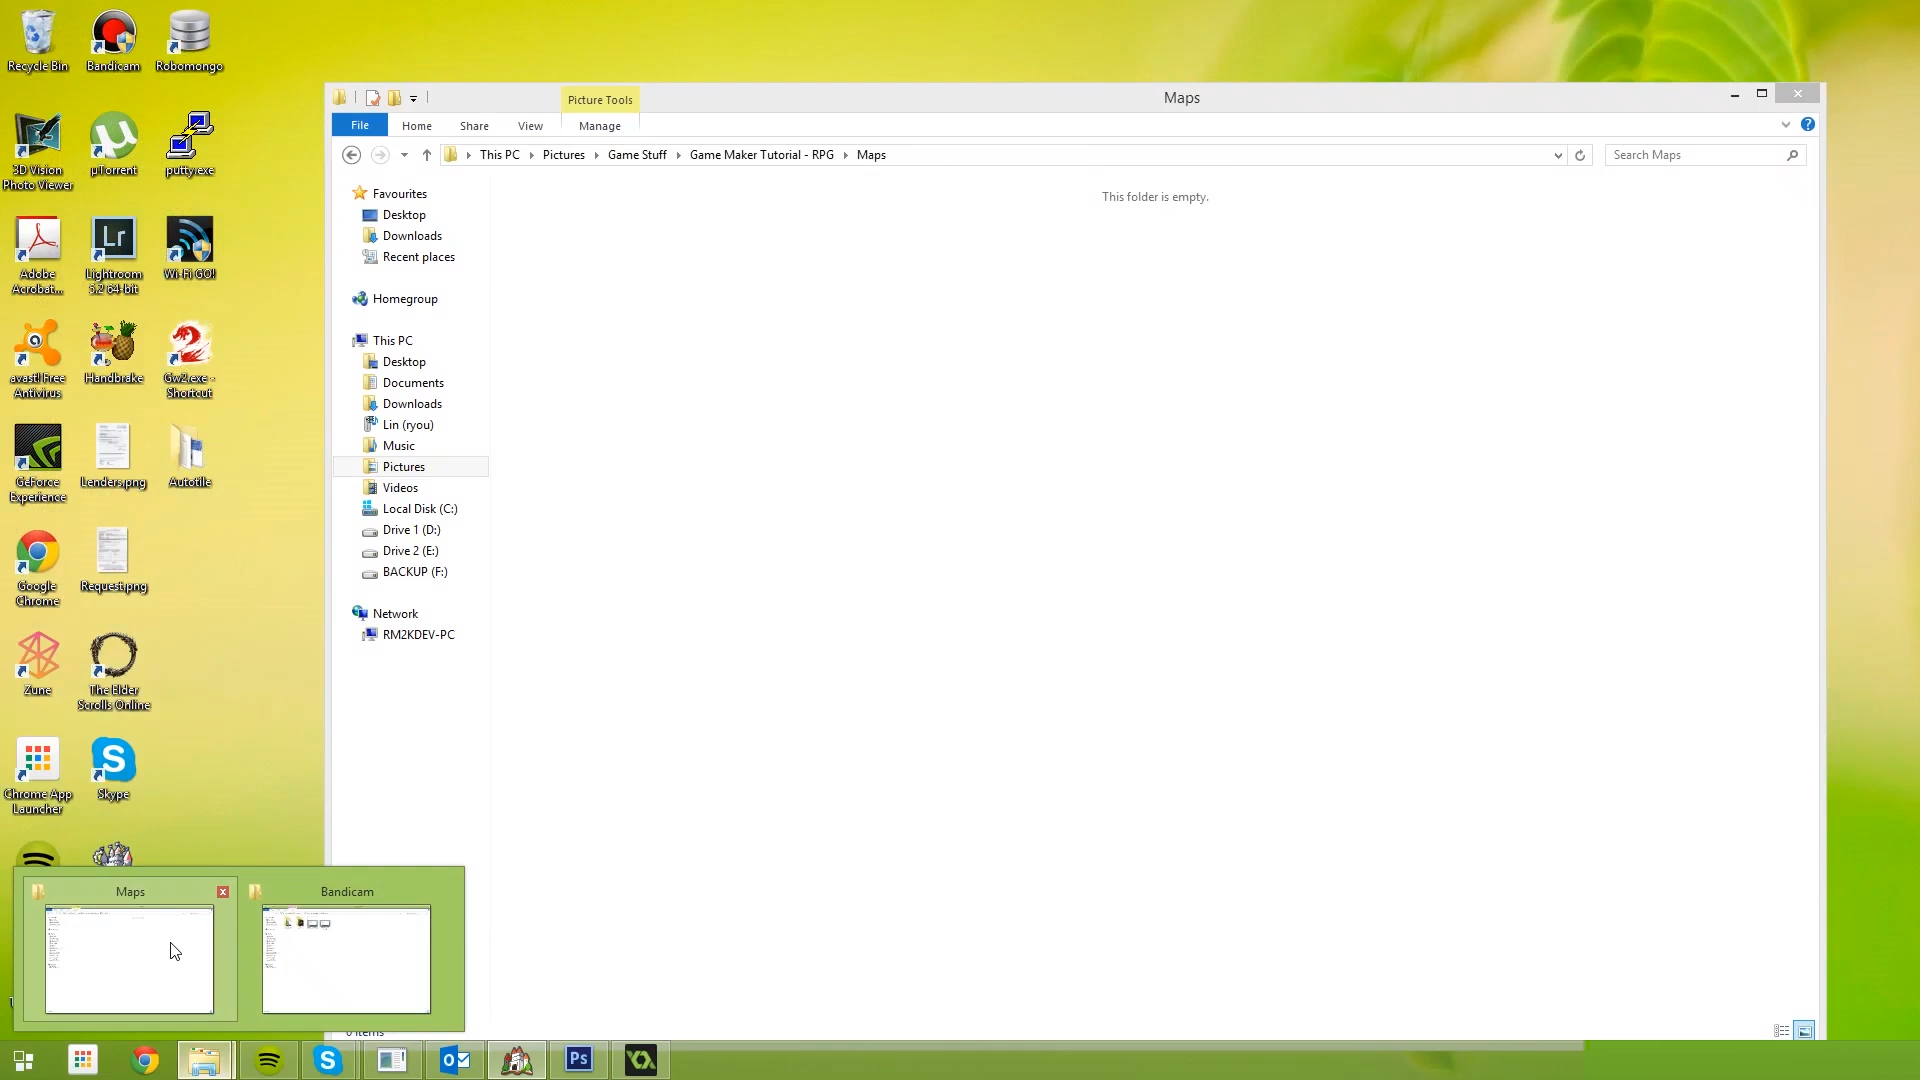 Recycle Bin
Bandicam
Robomongo
3D Vision
Photo Viewer
µTorrent
putty.exe
Adobe
Acrobat...
Lightroom
5.2 64-bit
Wi-Fi GO!
avast! Free
Antivirus
Handbrake
Gw2.exe -
Shortcut
GeForce
Experience
Lenders.png
Autotile
Google
Chrome
Request.png
Zune
The Elder
Scrolls Online
Chrome App
Launcher
Skype
Picture Tools
Maps
File
Home
Share
View
Manage
This PC
Pictures
Game Stuff
Game Maker Tutorial - RPG
Maps
Search Maps
This folder is empty.
Favourites
Desktop
Downloads
Recent places
Homegroup
This PC
Desktop
Documents
Downloads
Lin (ryou)
Music
Pictures
Videos
Local Disk (C:)
Drive 1 (D:)
Drive 2 (E:)
BACKUP (F:)
Network
RM2KDEV-PC
0 items
Maps
Bandicam
Lr
S
Ps